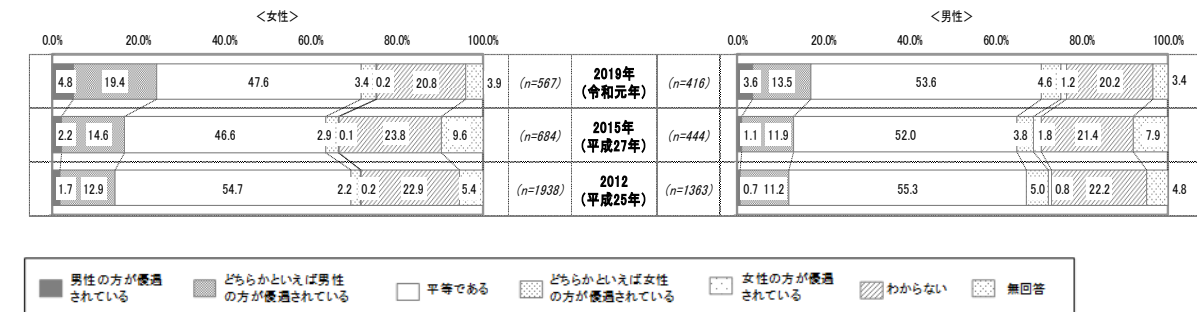 ＜女性＞
＜男性＞
0.0% 20.0% 40.0% 60.0% 80.0% 100.0%
0.0% 20.0% 40.0% 60.0% 80.0% 100.0%
4.8 19.4 47.6 3.4 0.2 20.8 3.9 (n=567) 2019年 (n=416) 3.6 13.5 53.6 4.6 1.2 20.2 3.4
（令和元年）
2.2 14.6 46.6 2.9 0.1 23.8 9.6 (n=684) 2015年 (n=444) 1.1 11.9 52.0 3.8 1.8 21.4 7.9
（平成27年）
1.7 12.9 54.7 2.2 0.2 22.9 5.4 (n=1938) 2012 (n=1363) 0.7 11.2 55.3 5.0 0.8 22.2 4.8
（平成25年）
男性の方が優遇
されている
どちらかといえば男性
の方が優遇されている
平等である
どちらかといえば女性
の方が優遇されている
女性の方が優遇
されている
わからない
無回答